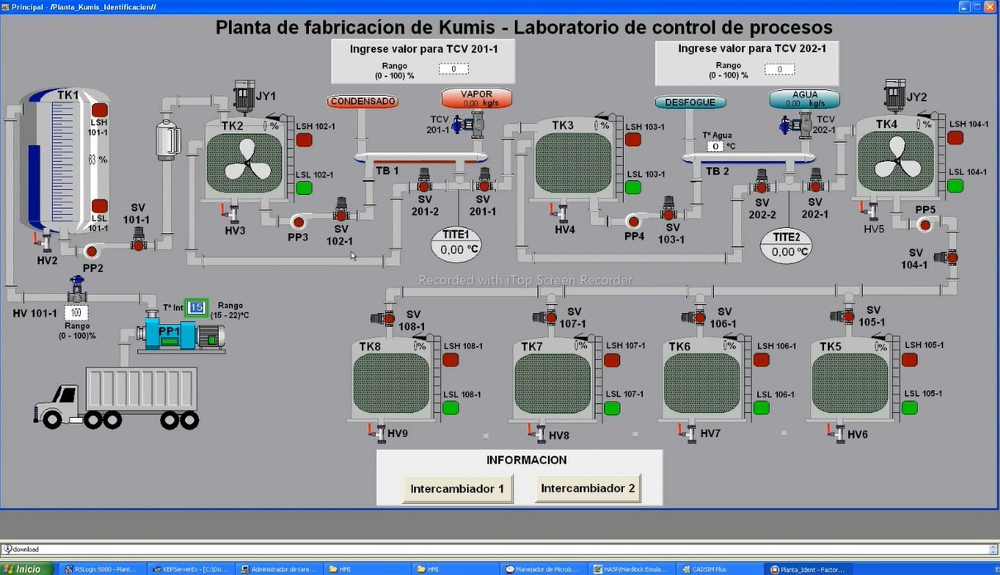 Principal - /Planta_Kumis_Identificacion//
Planta de fabricacíon de Kumis - Laboratorio de control de procesos
Ingrese valor para TCV 201-1
Rango
(0 - 100) %
0
Ingrese valor para TCV 202-1
Rango
(0 - 100) %
0
TK1
LSH
101-1
63 %
LSL
101-1
HV2
PP2
SV
101-1
JY1
TK2
0 %
LSH 102-1
LSL 102-1
HV3
PP3
SV
102-1
CONDENSADO
VAPOR
0,00 kg/s
TCV
201-1
TB 1
SV
201-2
SV
201-1
TITE1
0,00 ºC
TK3
0 %
LSH 103-1
LSL 103-1
HV4
PP4
SV
103-1
DESFOGUE
AGUA
0,00 kg/s
Tº Agua
0 ºC
TCV
202-1
TB 2
SV
202-2
SV
202-1
TITE2
0,00 ºC
JY2
TK4
0 %
LSH 104-1
LSL 104-1
HV5
PP5
SV
104-1
Recorded with iTop Screen Recorder
HV 101-1
100
Rango
(0 - 100)%
Tº Int
15
Rango
(15 - 22)ºC
PP1
SV
108-1
TK8
0%
LSH 108-1
LSL 108-1
HV9
SV
107-1
TK7
0%
LSH 107-1
LSL 107-1
HV8
SV
106-1
TK6
0%
LSH 106-1
LSL 106-1
HV7
SV
105-1
TK5
0%
LSH 105-1
LSL 105-1
HV6
INFORMACION
Intercambiador 1
Intercambiador 2
download
Inicio
RSLogix 5000 - Plant...
KEPServerEx - [C:\Do...
Administrador de tare...
HMI
HMI
Manejador de Microb...
HASP/Hardlock Emula...
CADSIM Plus
Planta_Ident - Factor...